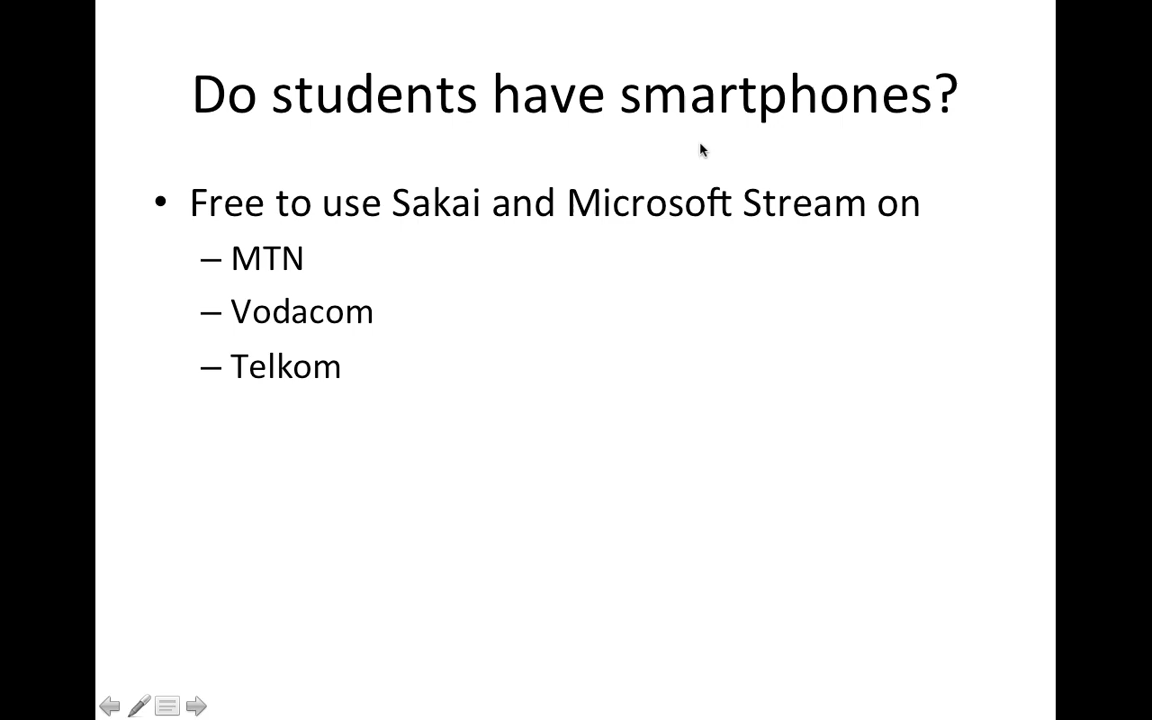 Do students have smartphones?
• Free to use Sakai and Microsoft Stream on
– MTN
– Vodacom
– Telkom